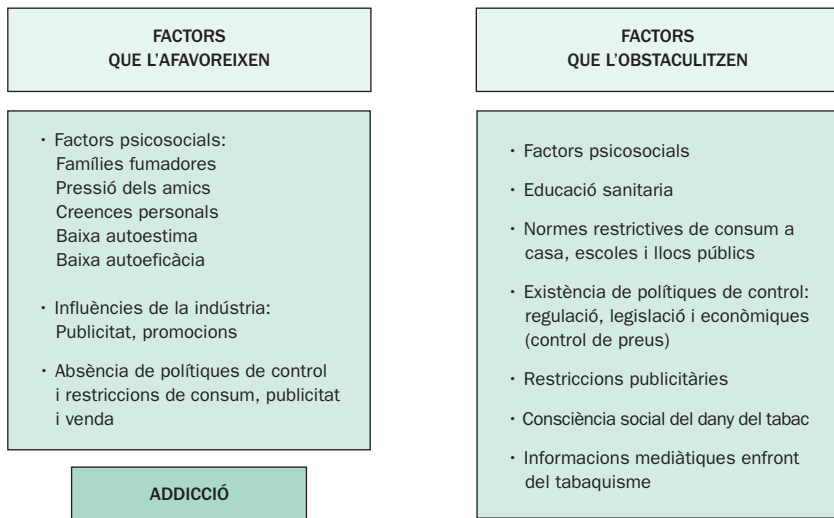 FACTORS
QUE L'AFAVOREIXEN
· Factors psicosocials:
Famílies fumadores
Pressió dels amics
Creences personals
Baixa autoestima
Baixa autoeficàcia
· Influències de la indústria:
Publicitat, promocions
· Absència de polítiques de control
i restriccions de consum, publicitat
i venda
ADDICCIÓ
FACTORS
QUE L'OBSTACULITZEN
· Factors psicosocials
· Educació sanitaria
· Normes restrictives de consum a
casa, escoles i llocs públics
· Existència de polítiques de control:
regulació, legislació i econòmiques
(control de preus)
· Restriccions publicitàries
· Consciència social del dany del tabac
· Informacions mediàtiques enfront
del tabaquisme